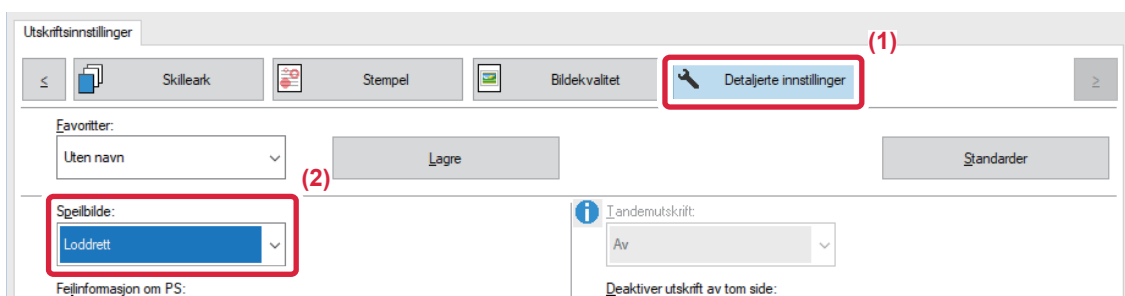 Utskriftsinnstillinger
(1)
< Skilleark Stempel Bildekvalitet Detaljerte innstillinger >
Favoritter:
Uten navn Lagre Standarder
(2)
Speilbilde: Tandemutskrift:
Loddrett Av
Feilinformasjon om PS: Deaktiver utskrift av tom side: